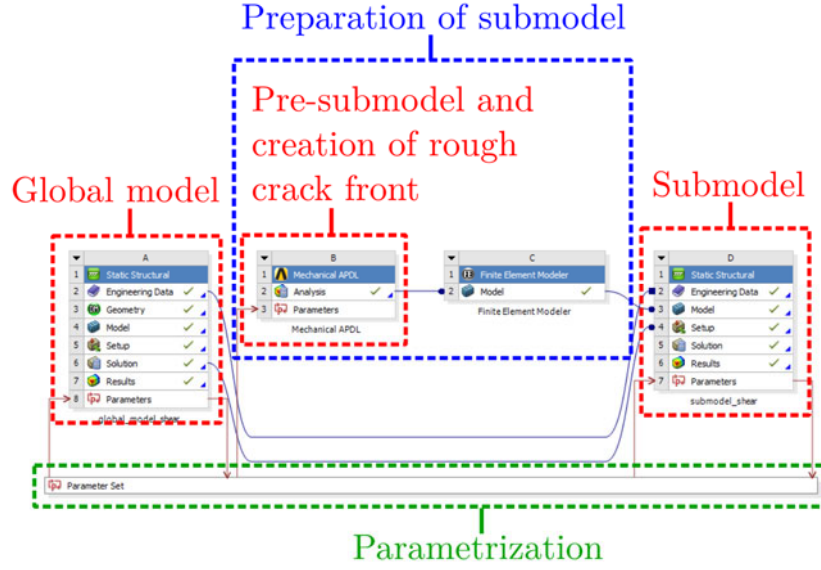 Preparation of submodel
Pre-submodel and
creation of rough
crack front
Global model
Submodel
A
1 Static Structural
2 Engineering Data
3 Geometry
4 Model
5 Setup
6 Solution
7 Results
8 Parameters
global_model_shear
B
1 Mechanical APDL
2 Analysis
3 Parameters
Mechanical APDL
C
1 Finite Element Modeler
2 Model
Finite Element Modeler
D
1 Static Structural
2 Engineering Data
3 Model
4 Setup
5 Solution
6 Results
7 Parameters
submodel_shear
Parameter Set
Parametrization